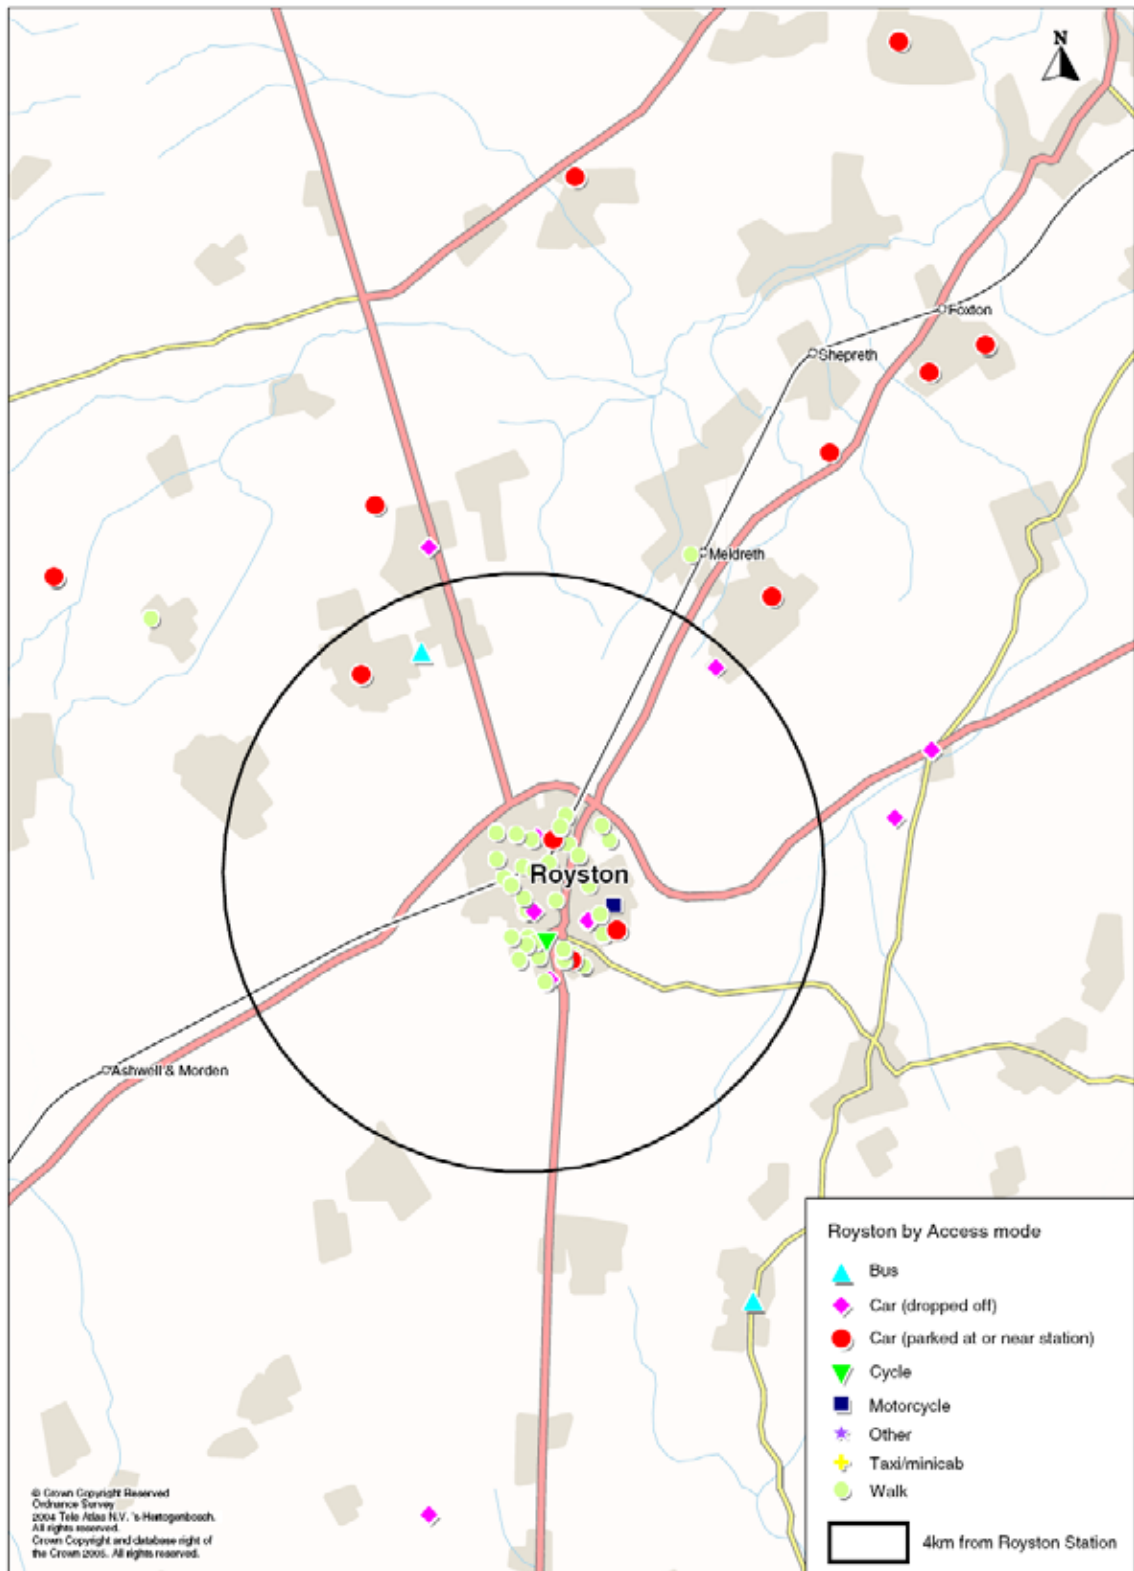 N
Foxton
Shepreth
Meldreth
Royston
Ashwell & Morden
Royston by Access mode
Bus
Car (dropped off)
Car (parked at or near station)
Cycle
Motorcycle
Other
Taxi/minicab
Walk
4km from Royston Station
© Crown Copyright Reserved
Ordnance Survey
2004 Tele Atlas N.V. 's-Hertogenbosch.
All rights reserved.
Crown Copyright and database right of
the Crown 2005. All rights reserved.